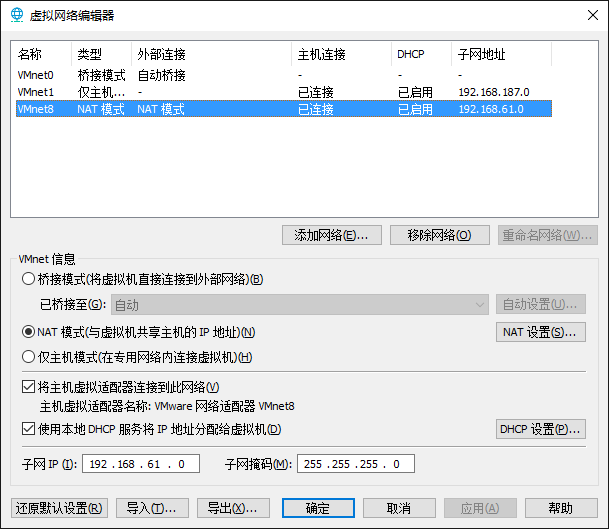 虚拟网络编辑器
名称 类型 外部连接 主机连接 DHCP 子网地址
VMnet0 桥接模式 自动桥接 - - -
VMnet1 仅主机... - 已连接 已启用 192.168.187.0
VMnet8 NAT 模式 NAT 模式 已连接 已启用 192.168.61.0
添加网络(E)... 移除网络(O) 重命名网络(W)...
VMnet 信息
桥接模式(将虚拟机直接连接到外部网络)(B)
已桥接至(G): 自动 自动设置(U)...
NAT 模式(与虚拟机共享主机的 IP 地址)(N) NAT 设置(S)...
仅主机模式(在专用网络内连接虚拟机)(H)
将主机虚拟适配器连接到此网络(V)
主机虚拟适配器名称: VMware 网络适配器 VMnet8
使用本地 DHCP 服务将 IP 地址分配给虚拟机(D) DHCP 设置(P)...
子网 IP (I): 192 . 168 . 61 . 0 子网掩码(M): 255 . 255 . 255 . 0
还原默认设置(R) 导入(T)... 导出(X)... 确定 取消 应用(A) 帮助